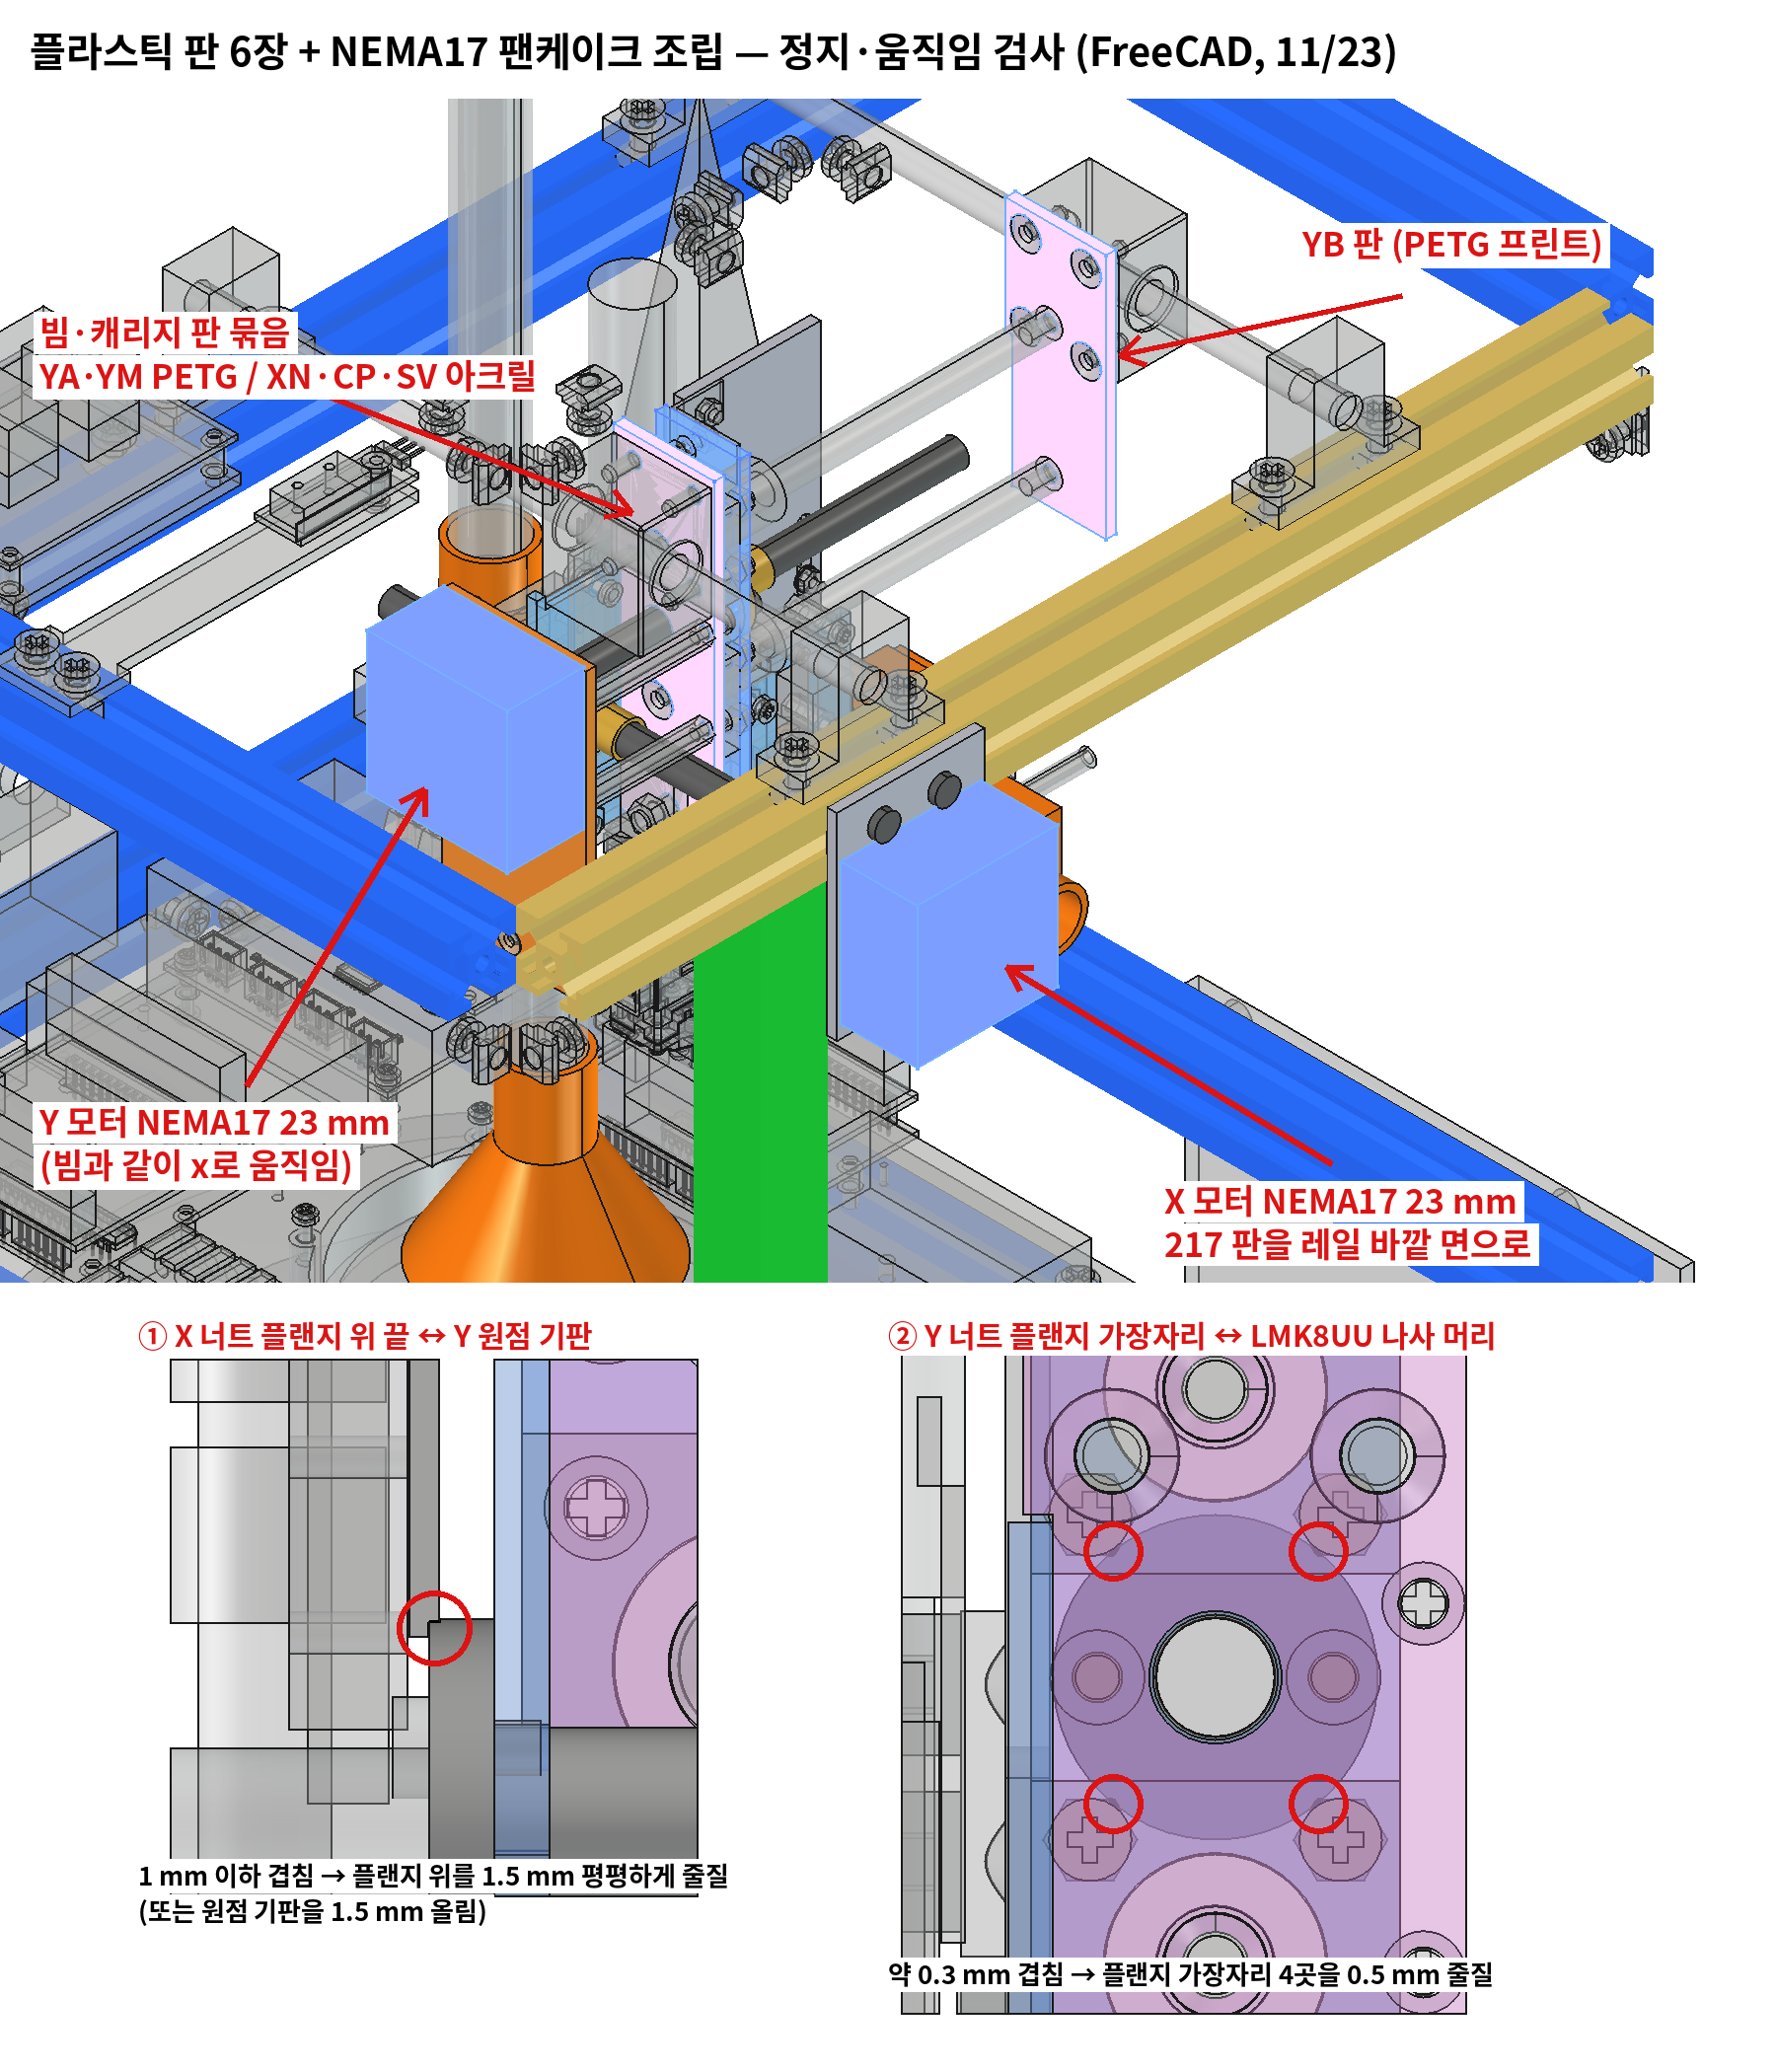 플라스틱 판 6장 + NEMA17 팬케이크 조립 — 정지·움직임 검사 (FreeCAD, 11/23)
YB 판 (PETG 프린트)
빔·캐리지 판 묶음
YA·YM PETG / XN·CP·SV 아크릴
Y 모터 NEMA17 23 mm
(빔과 같이 x로 움직임)
X 모터 NEMA17 23 mm
217 판을 레일 바깥 면으로
① X 너트 플랜지 위 끝 ↔ Y 원점 기판
② Y 너트 플랜지 가장자리 ↔ LMK8UU 나사 머리
1 mm 이하 겹침 → 플랜지 위를 1.5 mm 평평하게 줄질
(또는 원점 기판을 1.5 mm 올림)
약 0.3 mm 겹침 → 플랜지 가장자리 4곳을 0.5 mm 줄질